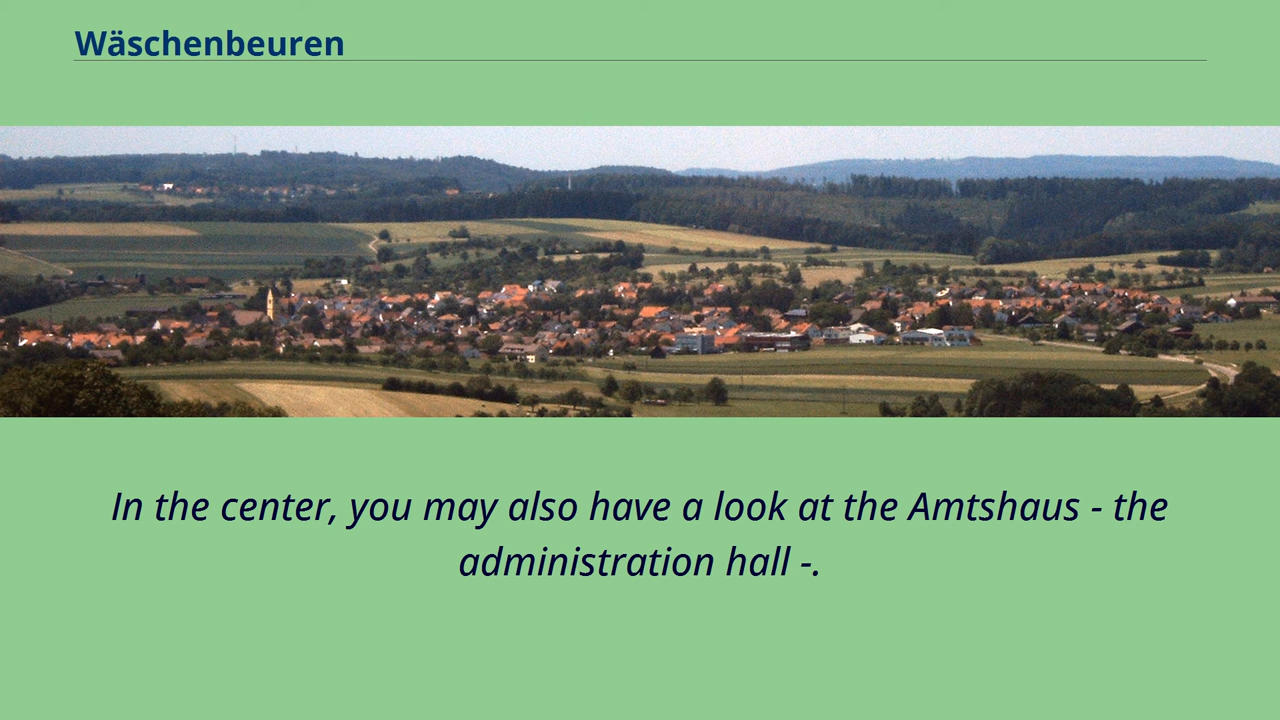 Wäschenbeuren
In the center, you may also have a look at the Amtshaus - the
administration hall -.